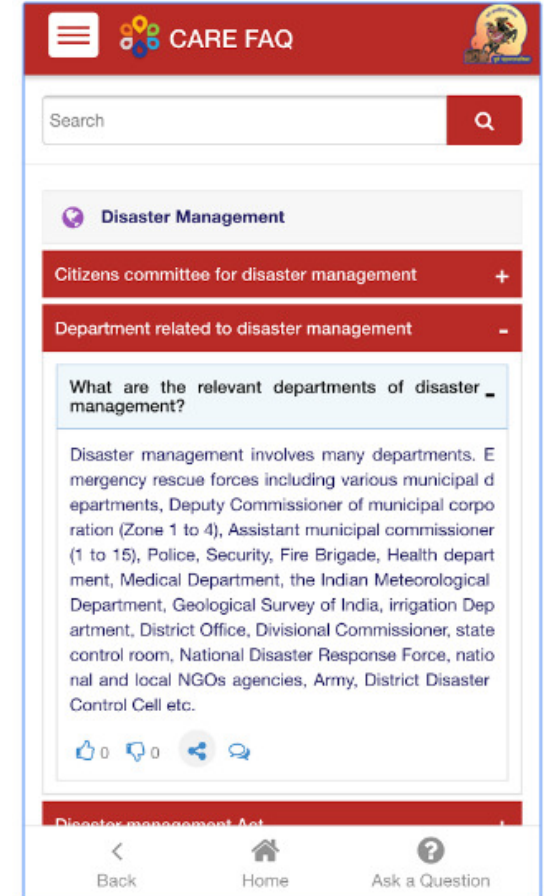 CARE FAQ
Search
Disaster Management
Citizens committee for disaster management +
Department related to disaster management -
What are the relevant departments of disaster -
management?
Disaster management involves many departments. E
mergency rescue forces including various municipal d
epartments, Deputy Commissioner of municipal corpo
ration (Zone 1 to 4), Assistant municipal commissioner
(1 to 15), Police, Security, Fire Brigade, Health depart
ment, Medical Department, the Indian Meteorological
Department, Geological Survey of India, irrigation Dep
artment, District Office, Divisional Commissioner, state
control room, National Disaster Response Force, natio
nal and local NGOs agencies, Army, District Disaster
Control Cell etc.
0 0
Disaster management Act
Back Home Ask a Question